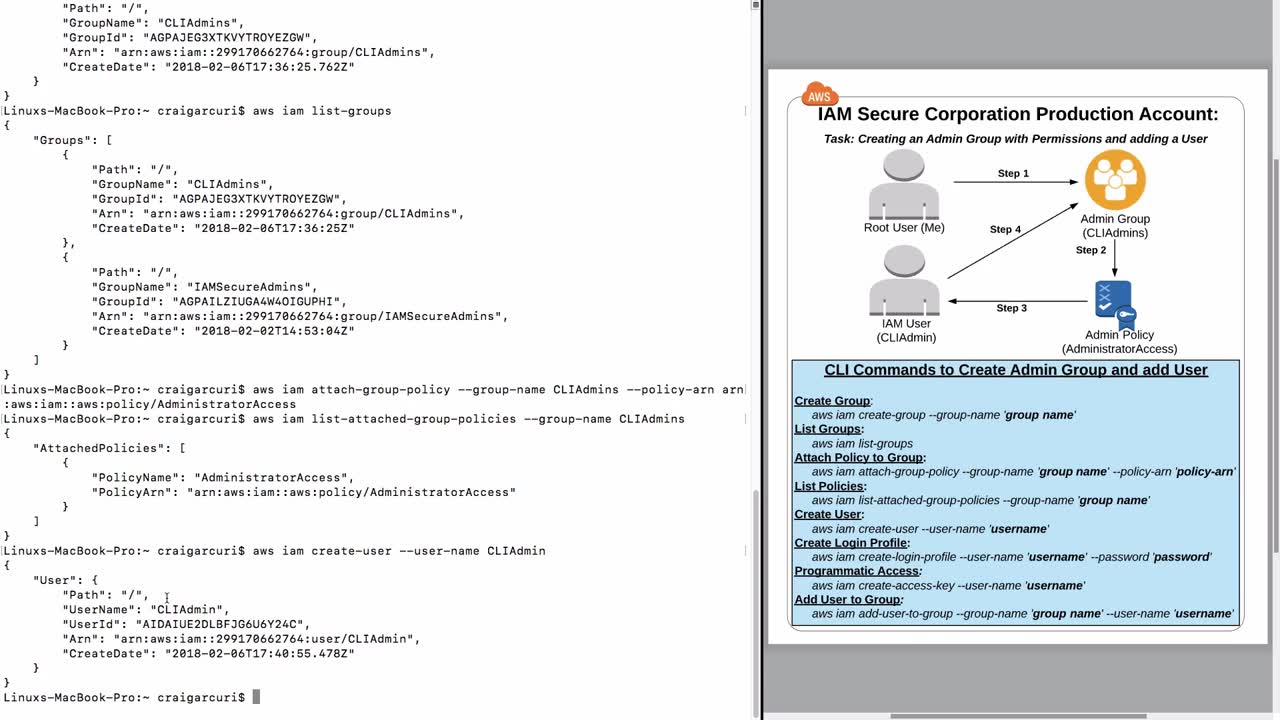 "Path": "/",
        "GroupName": "CLIAdmins",
        "GroupId": "AGPAJEG3XTKVYTROYEZGW",
        "Arn": "arn:aws:iam::299170662764:group/CLIAdmins",
        "CreateDate": "2018-02-06T17:36:25.762Z"
    }
}
Linuxs-MacBook-Pro:~ craigarcuri$ aws iam list-groups
{
    "Groups": [
        {
            "Path": "/",
            "GroupName": "CLIAdmins",
            "GroupId": "AGPAJEG3XTKVYTROYEZGW",
            "Arn": "arn:aws:iam::299170662764:group/CLIAdmins",
            "CreateDate": "2018-02-06T17:36:25Z"
        },
        {
            "Path": "/",
            "GroupName": "IAMSecureAdmins",
            "GroupId": "AGPAILZIUGA4W4OIGUPHI",
            "Arn": "arn:aws:iam::299170662764:group/IAMSecureAdmins",
            "CreateDate": "2018-02-02T14:53:04Z"
        }
    ]
}
Linuxs-MacBook-Pro:~ craigarcuri$ aws iam attach-group-policy --group-name CLIAdmins --policy-arn arn
:aws:iam::aws:policy/AdministratorAccess
Linuxs-MacBook-Pro:~ craigarcuri$ aws iam list-attached-group-policies --group-name CLIAdmins
{
    "AttachedPolicies": [
        {
            "PolicyName": "AdministratorAccess",
            "PolicyArn": "arn:aws:iam::aws:policy/AdministratorAccess"
        }
    ]
}
Linuxs-MacBook-Pro:~ craigarcuri$ aws iam create-user --user-name CLIAdmin
{
    "User": {
        "Path": "/",
        "UserName": "CLIAdmin",
        "UserId": "AIDAIUE2DLBFJG6U6Y24C",
        "Arn": "arn:aws:iam::299170662764:user/CLIAdmin",
        "CreateDate": "2018-02-06T17:40:55.478Z"
    }
}
Linuxs-MacBook-Pro:~ craigarcuri$
AWS
IAM Secure Corporation Production Account:
Task: Creating an Admin Group with Permissions and adding a User
Step 1
Root User (Me)
Admin Group
(CLIAdmins)
Step 4
Step 2
Step 3
IAM User
(CLIAdmin)
Admin Policy
(AdministratorAccess)
CLI Commands to Create Admin Group and add User
Create Group:
aws iam create-group --group-name 'group name'
List Groups:
aws iam list-groups
Attach Policy to Group:
aws iam attach-group-policy --group-name 'group name' --policy-arn 'policy-arn'
List Policies:
aws iam list-attached-group-policies --group-name 'group name'
Create User:
aws iam create-user --user-name 'username'
Create Login Profile:
aws iam create-login-profile --user-name 'username' --password 'password'
Programmatic Access:
aws iam create-access-key --user-name 'username'
Add User to Group:
aws iam add-user-to-group --group-name 'group name' --user-name 'username'